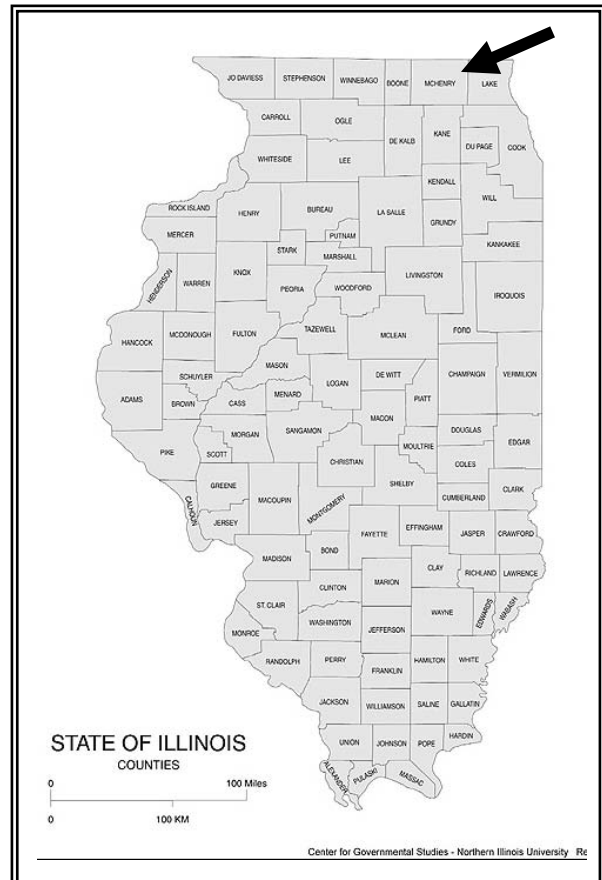 JO DAVIESS STEPHENSON WINNEBAGO BOONE MCHENRY LAKE
CARROLL OGLE DE KALB KANE DU PAGE COOK
WHITESIDE LEE KENDALL WILL
ROCK ISLAND HENRY BUREAU LA SALLE GRUNDY
MERCER STARK PUTNAM KANKAKEE
MARSHALL
HENDERSON WARREN KNOX PEORIA WOODFORD LIVINGSTON IROQUOIS
HANCOCK MCDONOUGH FULTON TAZEWELL MCLEAN FORD
MASON
SCHUYLER LOGAN DE WITT CHAMPAIGN VERMILION
ADAMS BROWN CASS MENARD MACON PIATT
PIKE SCOTT MORGAN SANGAMON MOULTRIE DOUGLAS EDGAR
CHRISTIAN COLES
GREENE SHELBY
CALHOUN JERSEY MACOUPIN MONTGOMERY CUMBERLAND CLARK
FAYETTE EFFINGHAM JASPER CRAWFORD
MADISON BOND
CLAY RICHLAND LAWRENCE
CLINTON MARION
ST. CLAIR WAYNE EDWARDS WABASH
MONROE WASHINGTON JEFFERSON
RANDOLPH PERRY FRANKLIN HAMILTON WHITE
JACKSON WILLIAMSON SALINE GALLATIN
UNION JOHNSON POPE HARDIN
ALEXANDER PULASKI MASSAC
STATE OF ILLINOIS
COUNTIES
0 100 Miles
0 100 KM
Center for Governmental Studies - Northern Illinois University Re